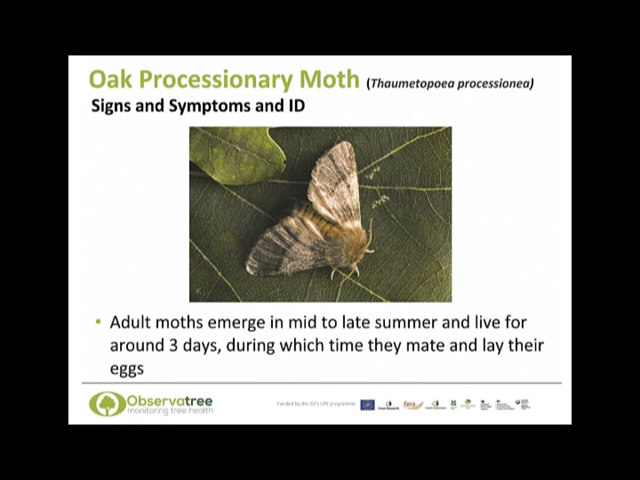 Oak Processionary Moth (Thaumetopoea processionea)
Signs and Symptoms and ID
• Adult moths emerge in mid to late summer and live for
around 3 days, during which time they mate and lay their
eggs
Observatree
monitoring tree health
Funded by the EU's LIFE programme
fera